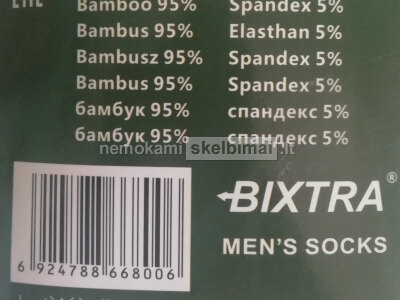 EAC
Bamboo 95% Spandex 5%
Bambus 95% Elasthan 5%
Bambusz 95% Spandex 5%
Bambus 95% Spandex 5%
бамбук 95% спандекс 5%
бамбук 95% спандекс 5%
nemokami skelbimai.lt
BIXTRA®
MEN'S SOCKS
6 924788 668006